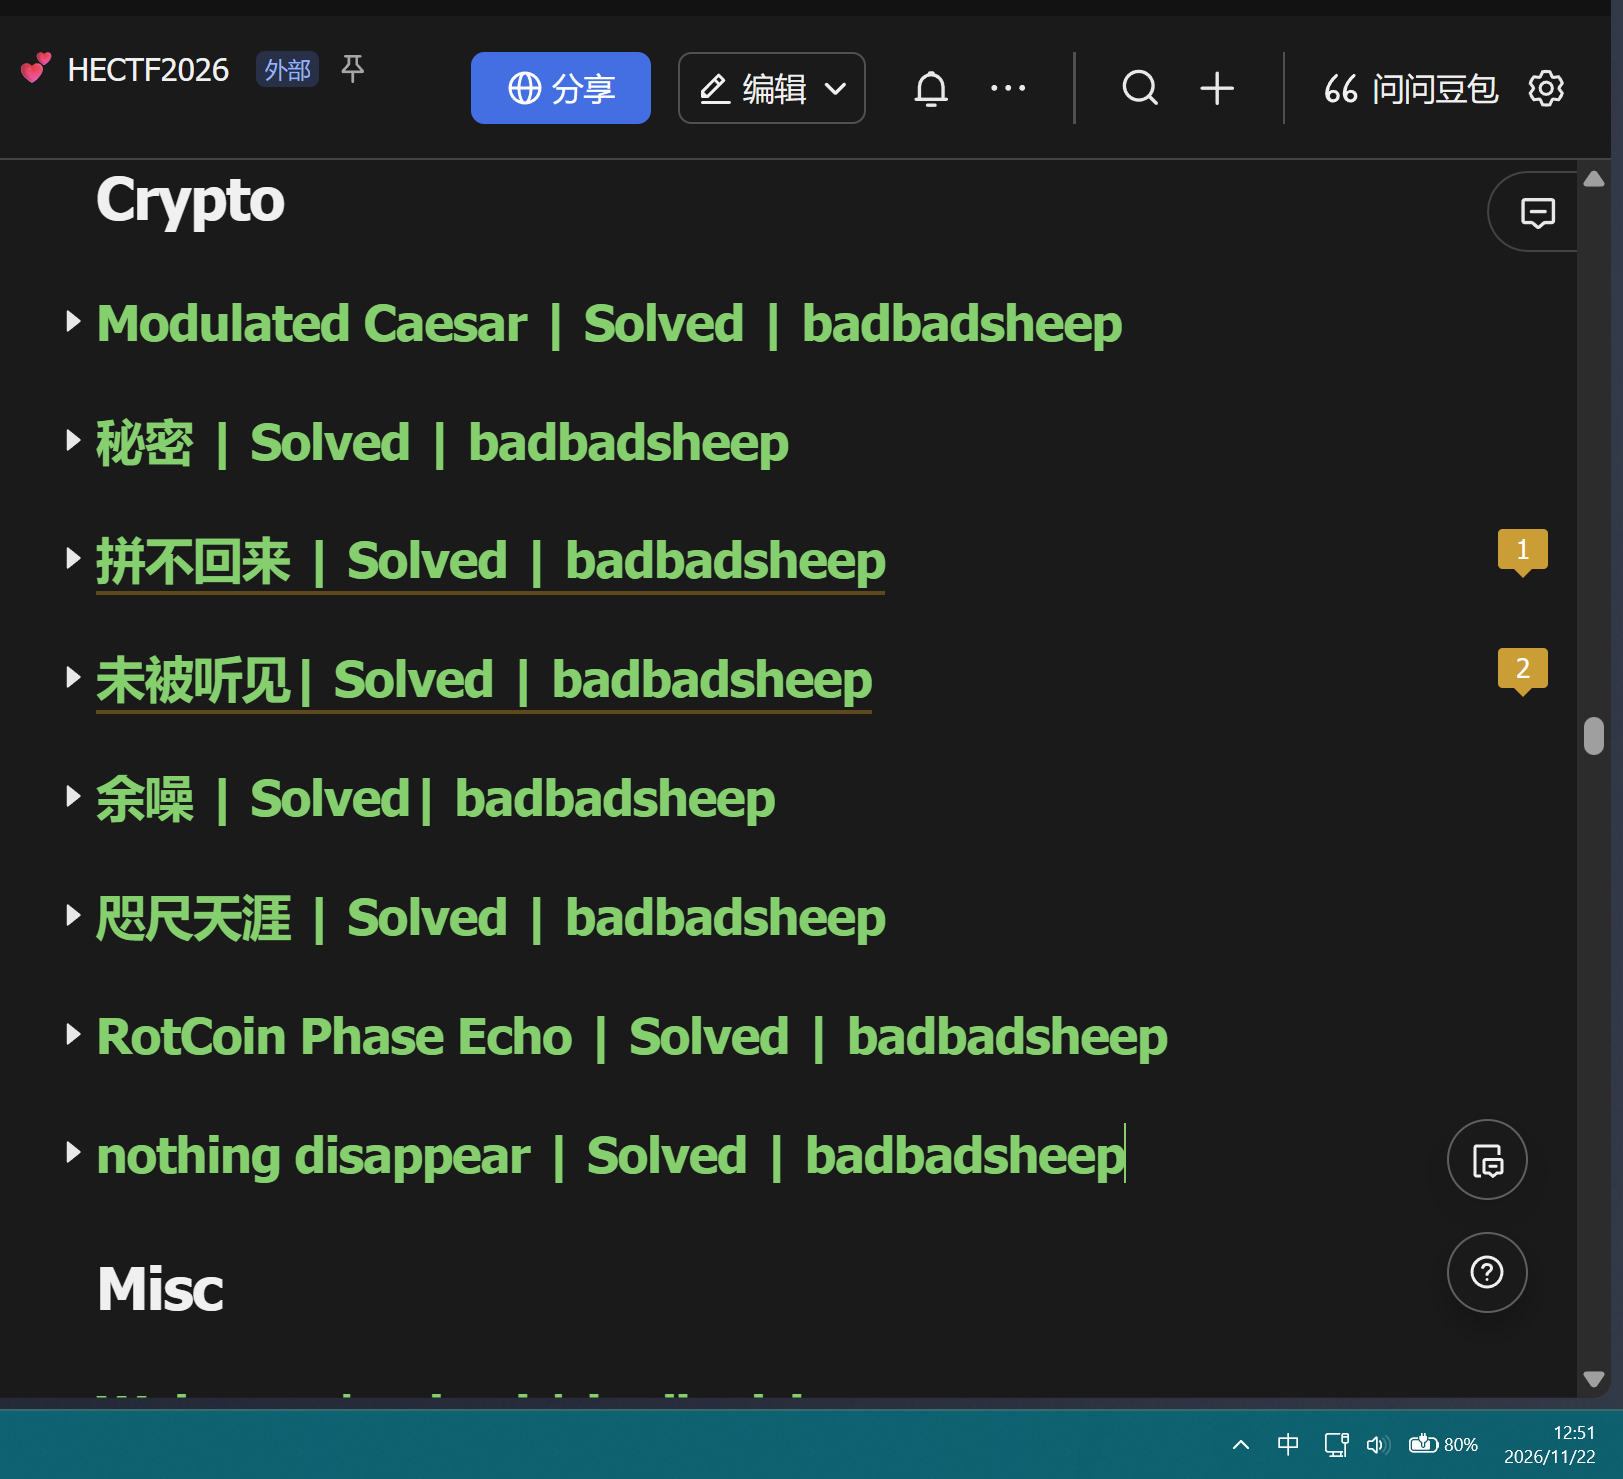 HECTF2026 外部 分享 编辑 问问豆包
Crypto
Modulated Caesar | Solved | badbadsheep
秘密 | Solved | badbadsheep
拼不回来 | Solved | badbadsheep
1
未被听见| Solved | badbadsheep
2
余噪 | Solved| badbadsheep
咫尺天涯 | Solved | badbadsheep
RotCoin Phase Echo | Solved | badbadsheep
nothing disappear | Solved | badbadsheep
Misc
中 80% 12:51
2026/11/22